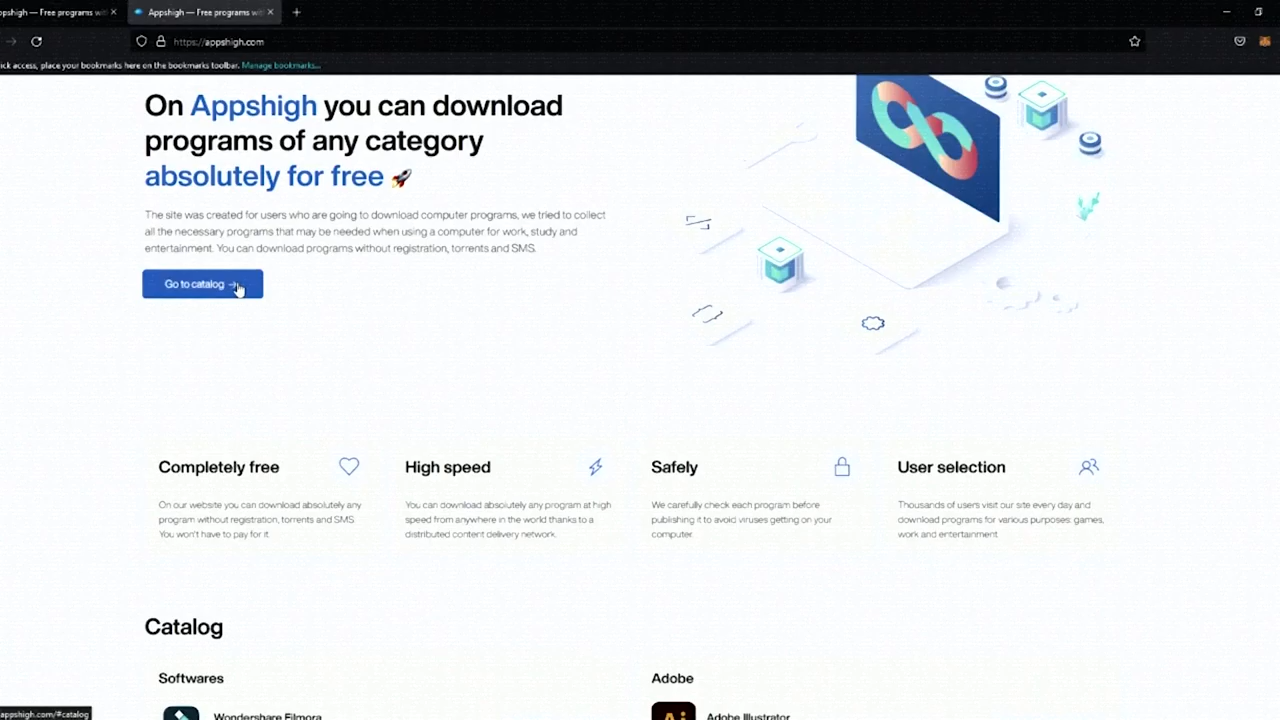 ppshigh — Free programs wit
Appshigh — Free programs with
https://appshigh.com
ick access, place your bookmarks here on the bookmarks toolbar. Manage bookmarks...
On Appshigh you can download
programs of any category
absolutely for free
The site was created for users who are going to download computer programs, we tried to collect
all the necessary programs that may be needed when using a computer for work, study and
entertainment. You can download programs without registration, torrents and SMS.
Go to catalog →
Completely free
On our website you can download absolutely any
program without registration, torrents and SMS
You won't have to pay for it
High speed
You can download absolutely any program at high
speed from anywhere in the world thanks to a
distributed content delivery network.
Safely
We carefully check each program before
publishing it to avoid viruses getting on your
computer.
User selection
Thousands of users visit our site every day and
download programs for various purposes: games,
work and entertainment
Catalog
Softwares
Adobe
Wondershare Filmora
Ai
Adobe Illustrator
appshigh.com/#catalog